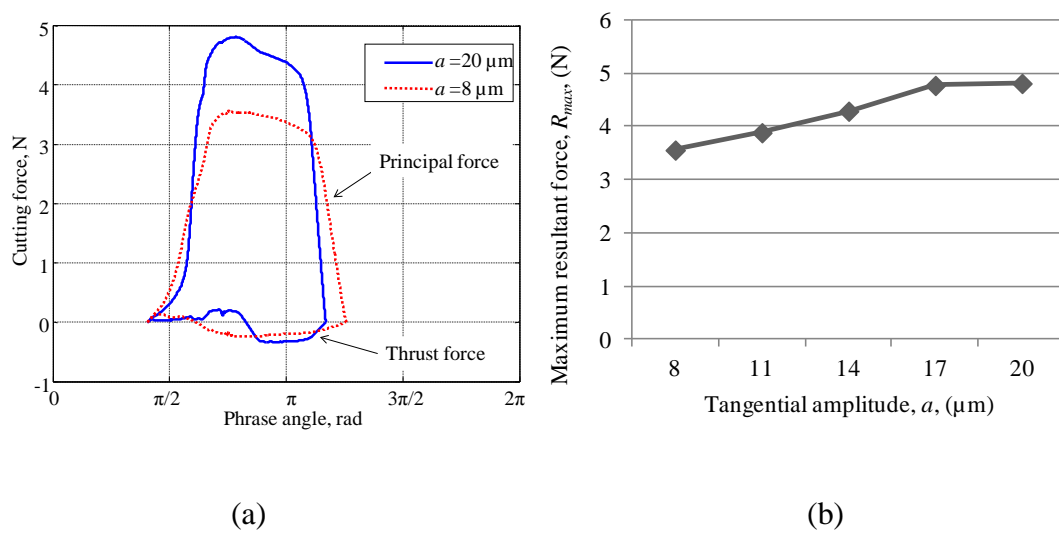 5
4
3
2
1
0
-1
Cutting force, N
a =20 µm
a =8 µm
Principal force
Thrust force
0
π/2
π
3π/2
2π
Phrase angle, rad
(a)
6
5
4
3
2
1
0
Maximum resultant force, Rmax, (N)
8 11 14 17 20
Tangential amplitude, a, (µm)
(b)